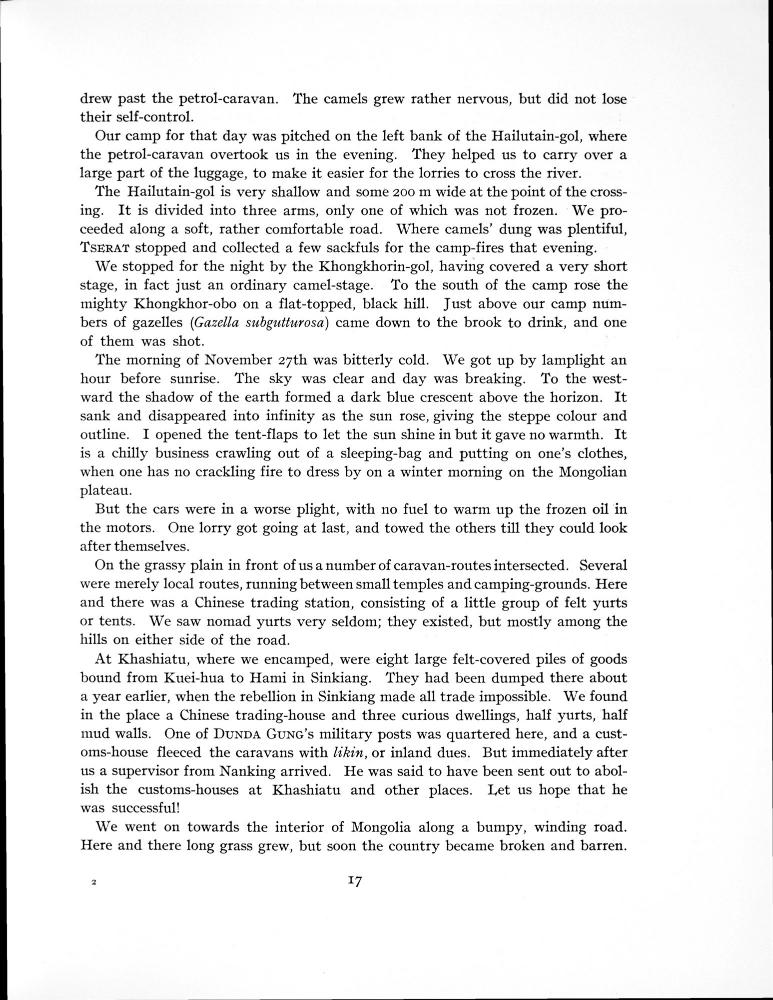 drew past the petrol-caravan. The camels grew rather nervous, but did not lose
their self-control.
Our camp for that day was pitched on the left bank of the Hailutain-gol, where
the petrol-caravan overtook us in the evening. They helped us to carry over a
large part of the luggage, to make it easier for the lorries to cross the river.
The Hailutain-gol is very shallow and some 200 m wide at the point of the cross-
ing. It is divided into three arms, only one of which was not frozen. We pro-
ceeded along a soft, rather comfortable road. Where camels' dung was plentiful,
TSERAT stopped and collected a few sackfuls for the camp-fires that evening.
We stopped for the night by the Khongkhorin-gol, having covered a very short
stage, in fact just an ordinary camel-stage. To the south of the camp rose the
mighty Khongkhor-obo on a flat-topped, black hill. Just above our camp num-
bers of gazelles (Gazella subgutturosa) came down to the brook to drink, and one
of them was shot.
The morning of November 27th was bitterly cold. We got up by lamplight an
hour before sunrise. The sky was clear and day was breaking. To the west-
ward the shadow of the earth formed a dark blue crescent above the horizon. It
sank and disappeared into infinity as the sun rose, giving the steppe colour and
outline. I opened the tent-flaps to let the sun shine in but it gave no warmth. It
is a chilly business crawling out of a sleeping-bag and putting on one's clothes,
when one has no crackling fire to dress by on a winter morning on the Mongolian
plateau.
But the cars were in a worse plight, with no fuel to warm up the frozen oil in
the motors. One lorry got going at last, and towed the others till they could look
after themselves.
On the grassy plain in front of us a number of caravan-routes intersected. Several
were merely local routes, running between small temples and camping-grounds. Here
and there was a Chinese trading station, consisting of a little group of felt yurts
or tents. We saw nomad yurts very seldom; they existed, but mostly among the
hills on either side of the road.
At Khashiatu, where we encamped, were eight large felt-covered piles of goods
bound from Kuei-hua to Hami in Sinkiang. They had been dumped there about
a year earlier, when the rebellion in Sinkiang made all trade impossible. We found
in the place a Chinese trading-house and three curious dwellings, half yurts, half
mud walls. One of DUNDA GUNG's military posts was quartered here, and a cust-
oms-house fleeced the caravans with likin, or inland dues. But immediately after
us a supervisor from Nanking arrived. He was said to have been sent out to abol-
ish the customs-houses at Khashiatu and other places. Let us hope that he
was successful!
We went on towards the interior of Mongolia along a bumpy, winding road.
Here and there long grass grew, but soon the country became broken and barren.
2
17